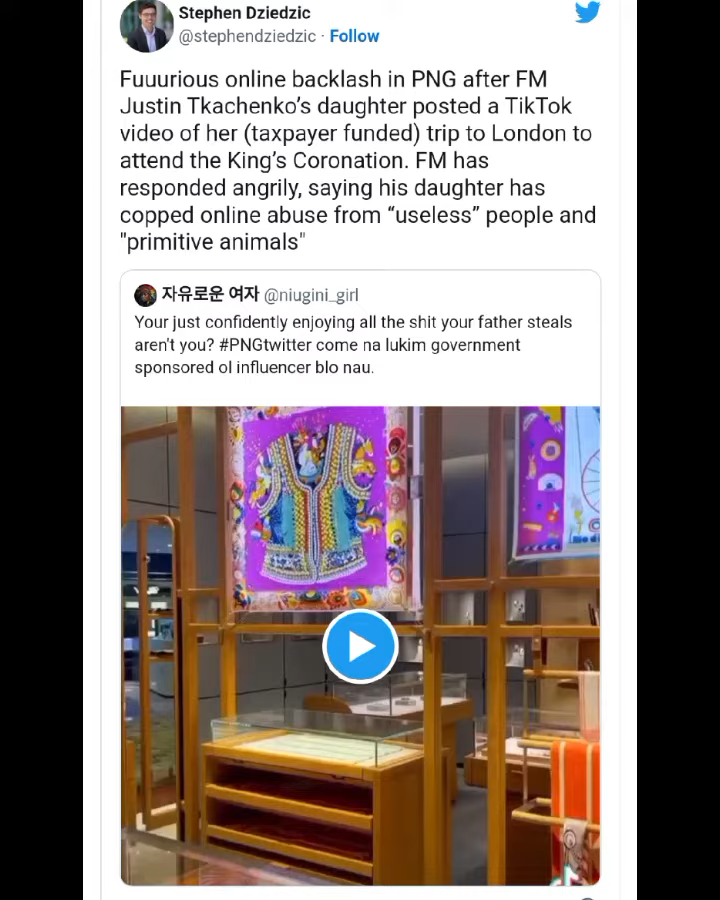 Stephen Dziedzic
@stephendziedzic · Follow
Fuuurious online backlash in PNG after FM
Justin Tkachenko’s daughter posted a TikTok
video of her (taxpayer funded) trip to London to
attend the King’s Coronation. FM has
responded angrily, saying his daughter has
copped online abuse from “useless” people and
"primitive animals"
자유로운 여자 @niugini_girl
Your just confidently enjoying all the shit your father steals
aren't you? #PNGtwitter come na lukim government
sponsored ol influencer blo nau.